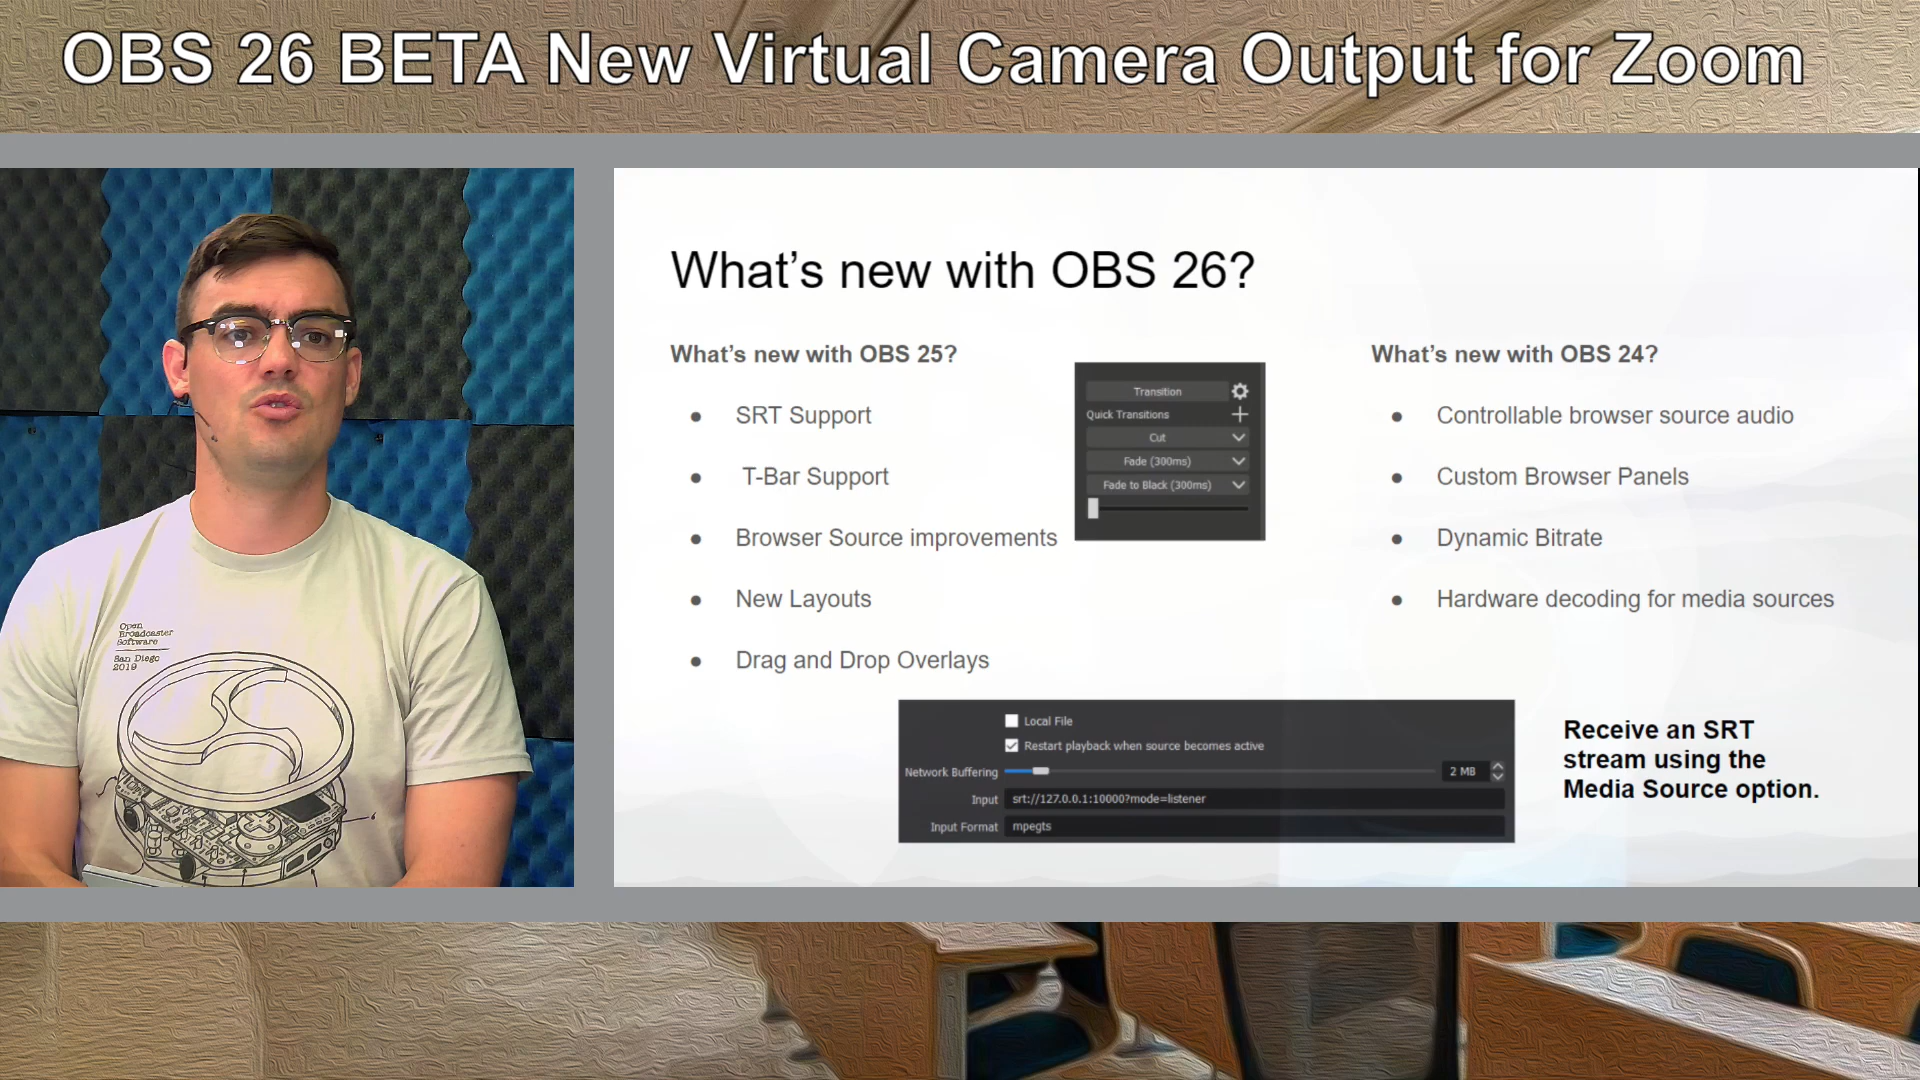 OBS 26 BETA New Virtual Camera Output for Zoom
What's new with OBS 26?
What's new with OBS 25?
● SRT Support
● T-Bar Support
● Browser Source improvements
● New Layouts
● Drag and Drop Overlays
Transition
Quick Transitions
Cut
Fade (300ms)
Fade to Black (300ms)
What's new with OBS 24?
● Controllable browser source audio
● Custom Browser Panels
● Dynamic Bitrate
● Hardware decoding for media sources
Local File
Restart playback when source becomes active
Network Buffering 2 MB
Input srt://127.0.0.1:10000?mode=listener
Input Format mpegts
Receive an SRT
stream using the
Media Source option.
Open
Broadcaster
Software
San Diego
2019